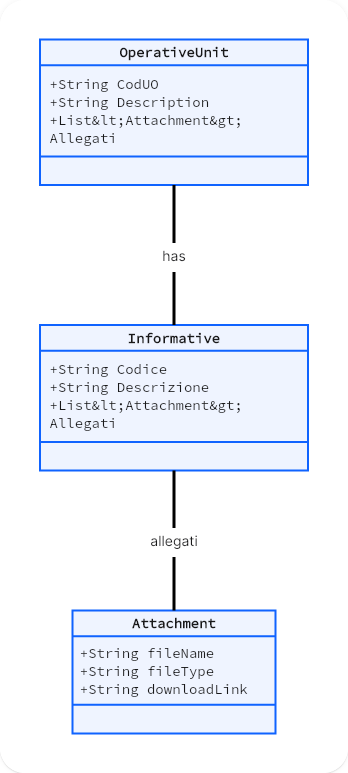 OperativeUnit
+String CodUO
+String Description
+List&lt;Attachment&gt;
Allegati
has
Informative
+String Codice
+String Descrizione
+List&lt;Attachment&gt;
Allegati
allegati
Attachment
+String fileName
+String fileType
+String downloadLink